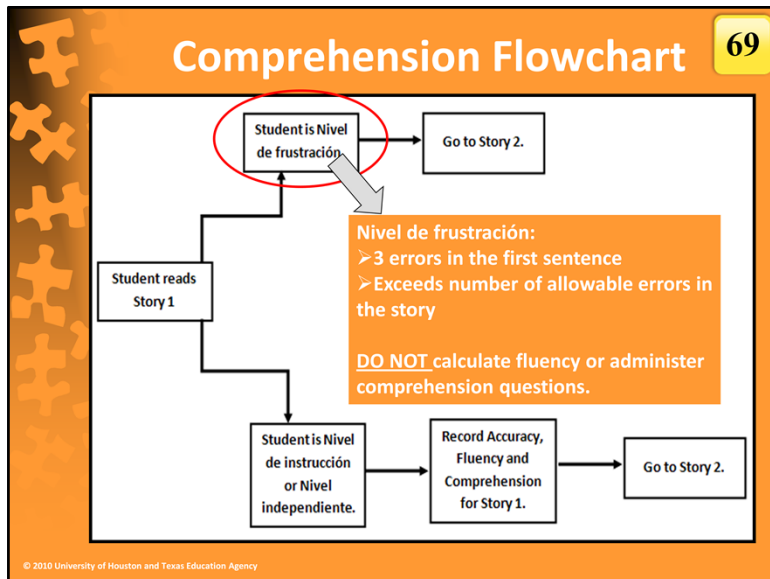 Comprehension Flowchart
69
Student is Nivel
de frustración.
Go to Story 2.
Nivel de frustración:
➢3 errors in the first sentence
➢Exceeds number of allowable errors in
the story
DO NOT calculate fluency or administer
comprehension questions.
Student reads
Story 1
Student is Nivel
de instrucción
or Nivel
independiente.
Record Accuracy,
Fluency and
Comprehension
for Story 1.
Go to Story 2.
© 2010 University of Houston and Texas Education Agency